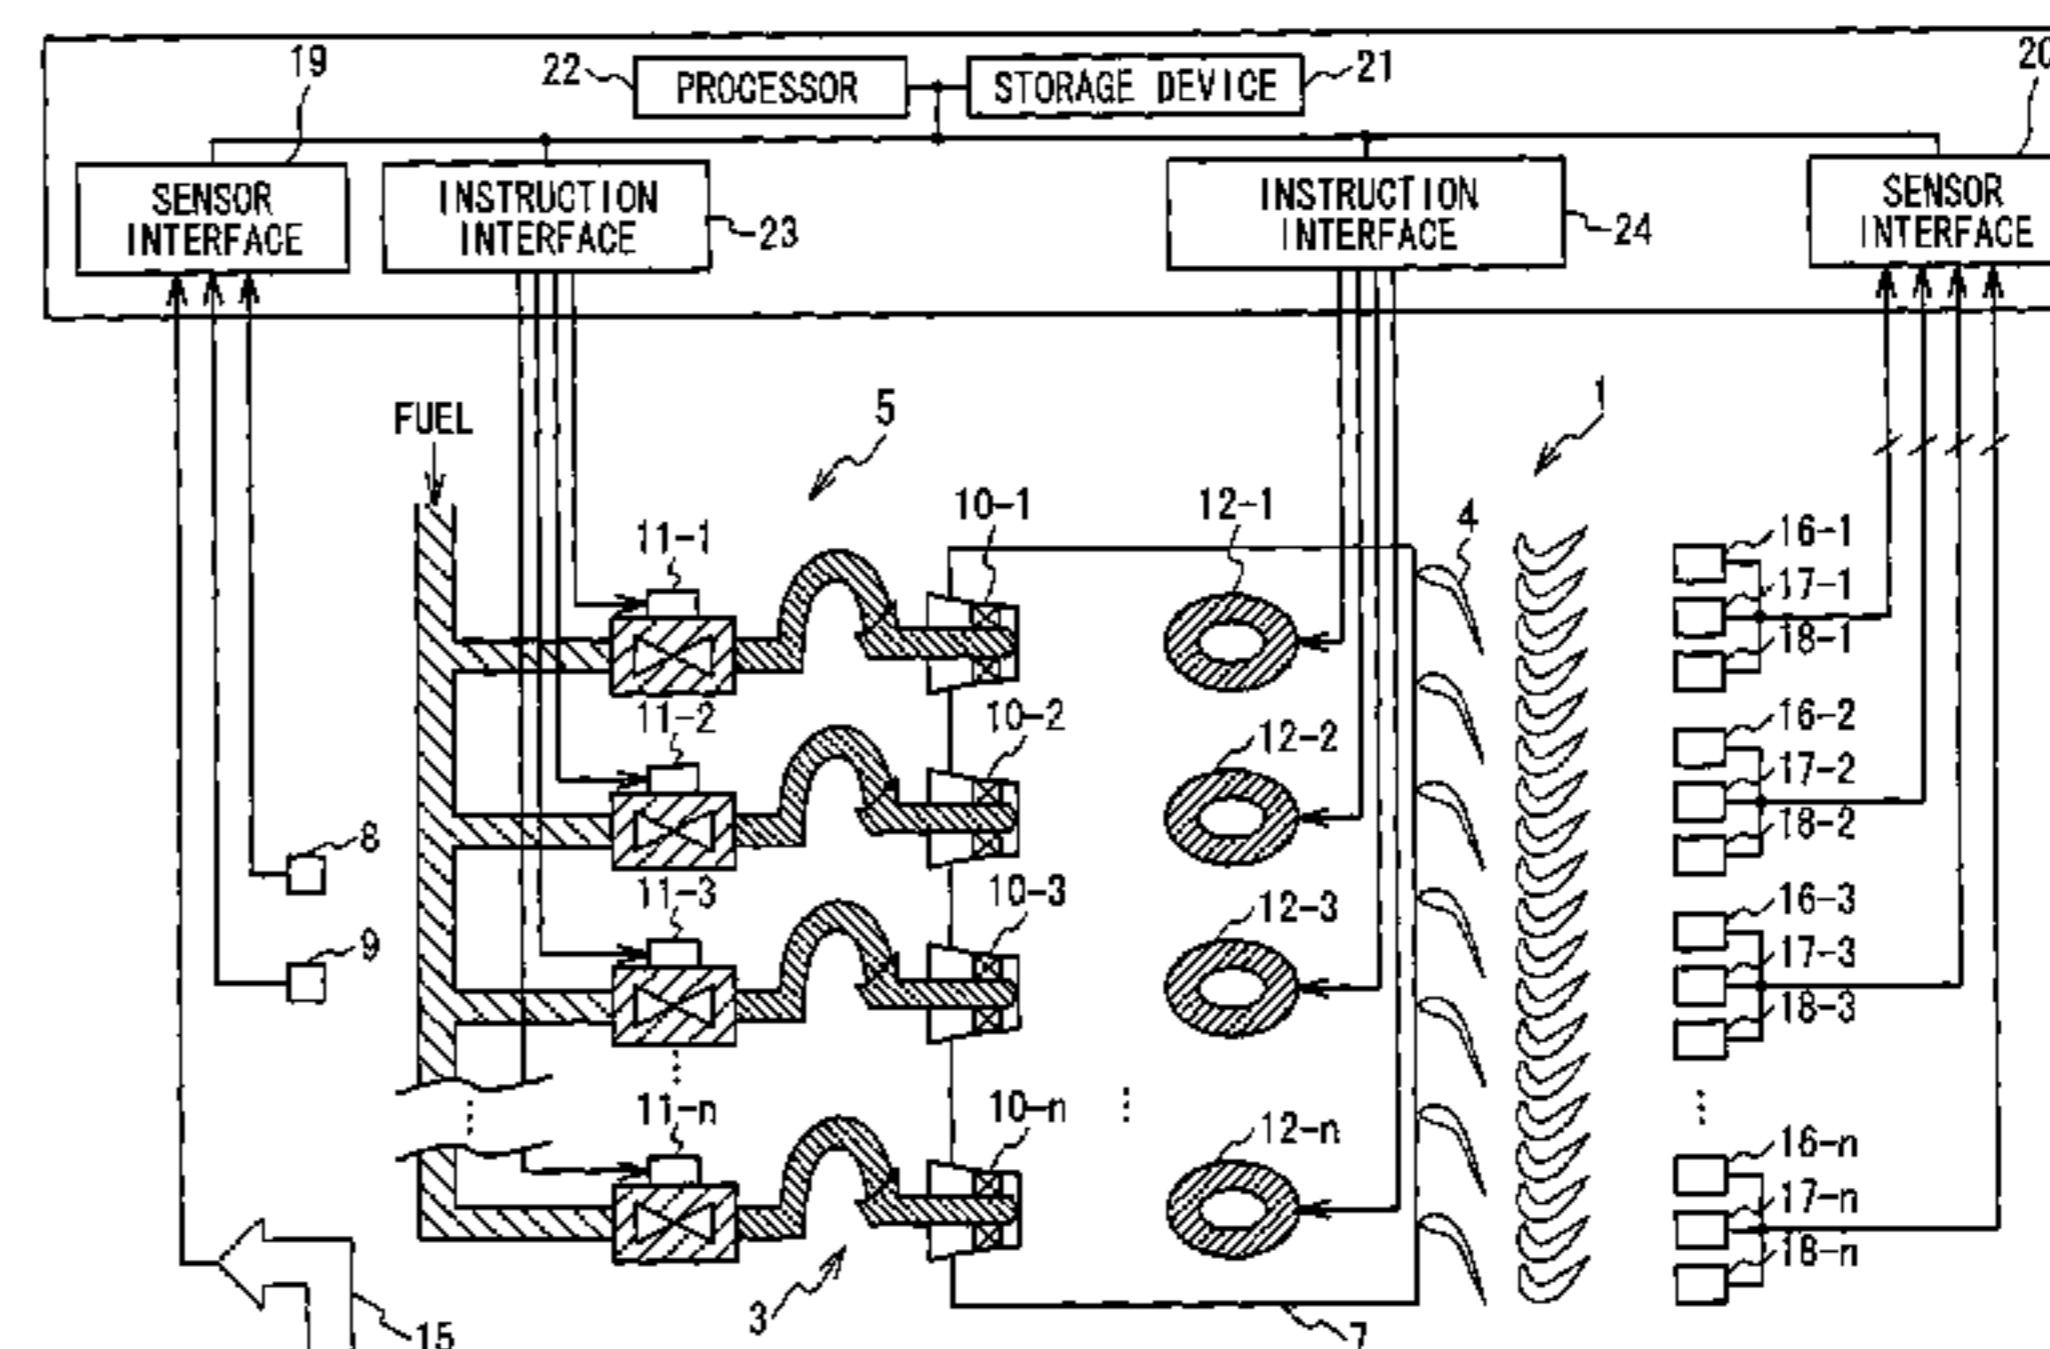 19
22
PROCESSOR
STORAGE DEVICE
21
20
SENSOR
INTERFACE
INSTRUCTION
INTERFACE
23
INSTRUCTION
INTERFACE
24
SENSOR
INTERFACE
FUEL
5
1
11-1
10-1
12-1
4
16-1
17-1
18-1
11-2
10-2
12-2
16-2
17-2
18-2
8
11-3
10-3
12-3
16-3
17-3
18-3
9
11-n
10-n
12-n
16-n
17-n
18-n
3
15
7